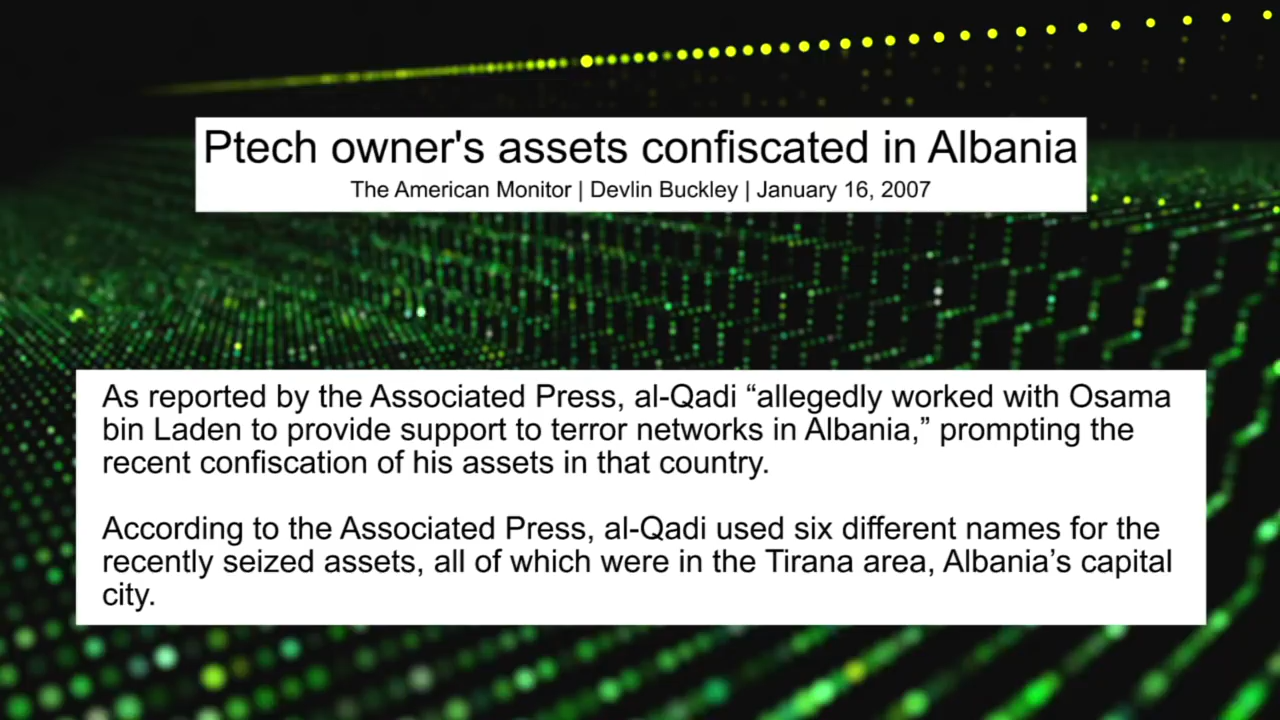 Ptech owner's assets confiscated in Albania
The American Monitor | Devlin Buckley | January 16, 2007
As reported by the Associated Press, al-Qadi “allegedly worked with Osama
bin Laden to provide support to terror networks in Albania,” prompting the
recent confiscation of his assets in that country.
According to the Associated Press, al-Qadi used six different names for the
recently seized assets, all of which were in the Tirana area, Albania’s capital
city.